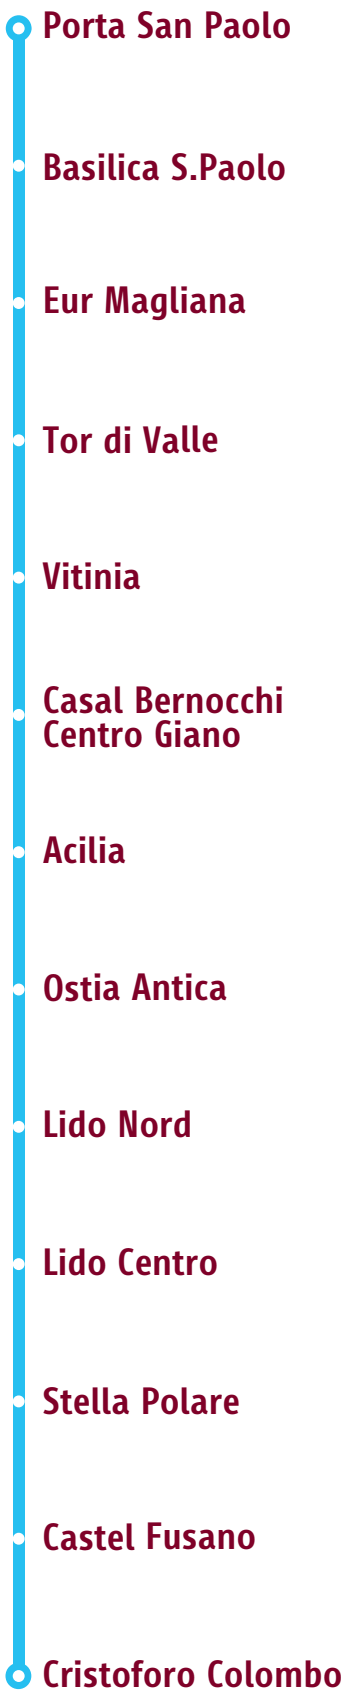 Porta San Paolo
Basilica S.Paolo
Eur Magliana
Tor di Valle
Vitinia
Casal Bernocchi
Centro Giano
Acilia
Ostia Antica
Lido Nord
Lido Centro
Stella Polare
Castel Fusano
Cristoforo Colombo